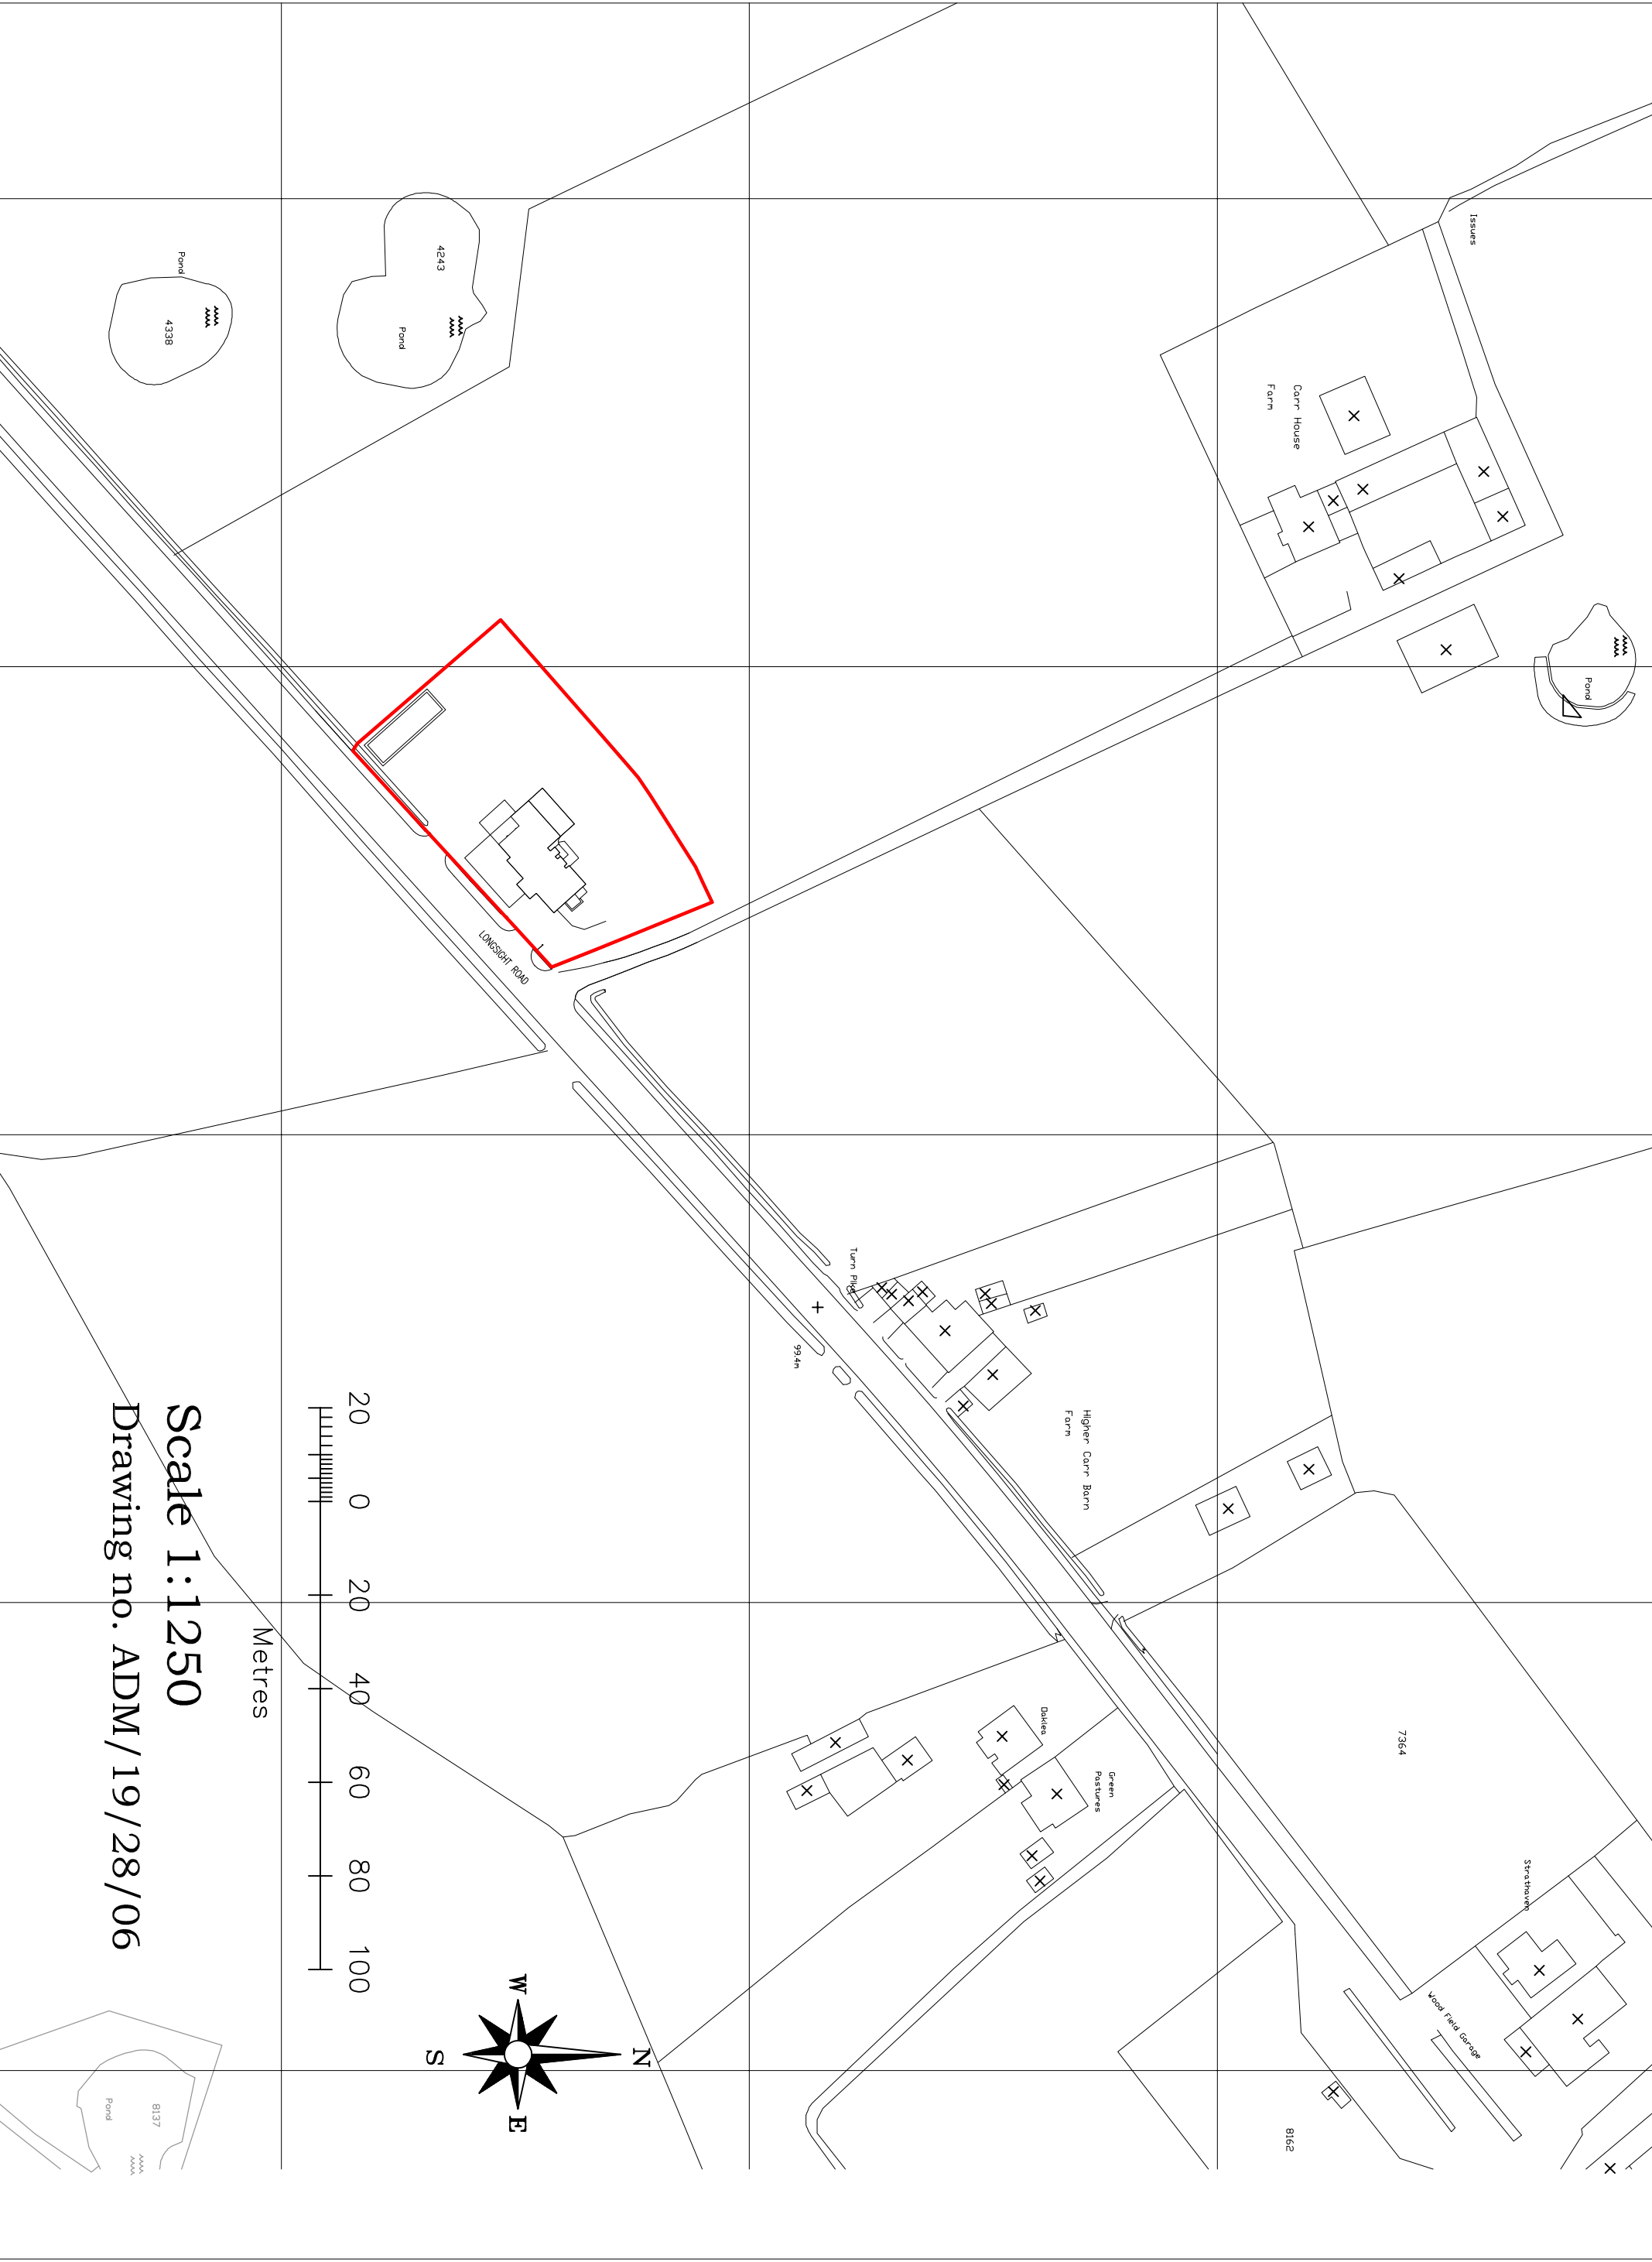 Issues
Carr House
Farm
Pond
4243
Pond
Pond
4338
LONGSIGHT ROAD
Turn Pike
99.4m
Higher Carr Barn
Farm
7364
Oaklea
Green
Pastures
Strathaven
Wood Field Garage
8162
20 0 20 40 60 80 100
Metres
Scale 1:1250
Drawing no. ADM/19/28/06
W
N
S
E
8137
Pond